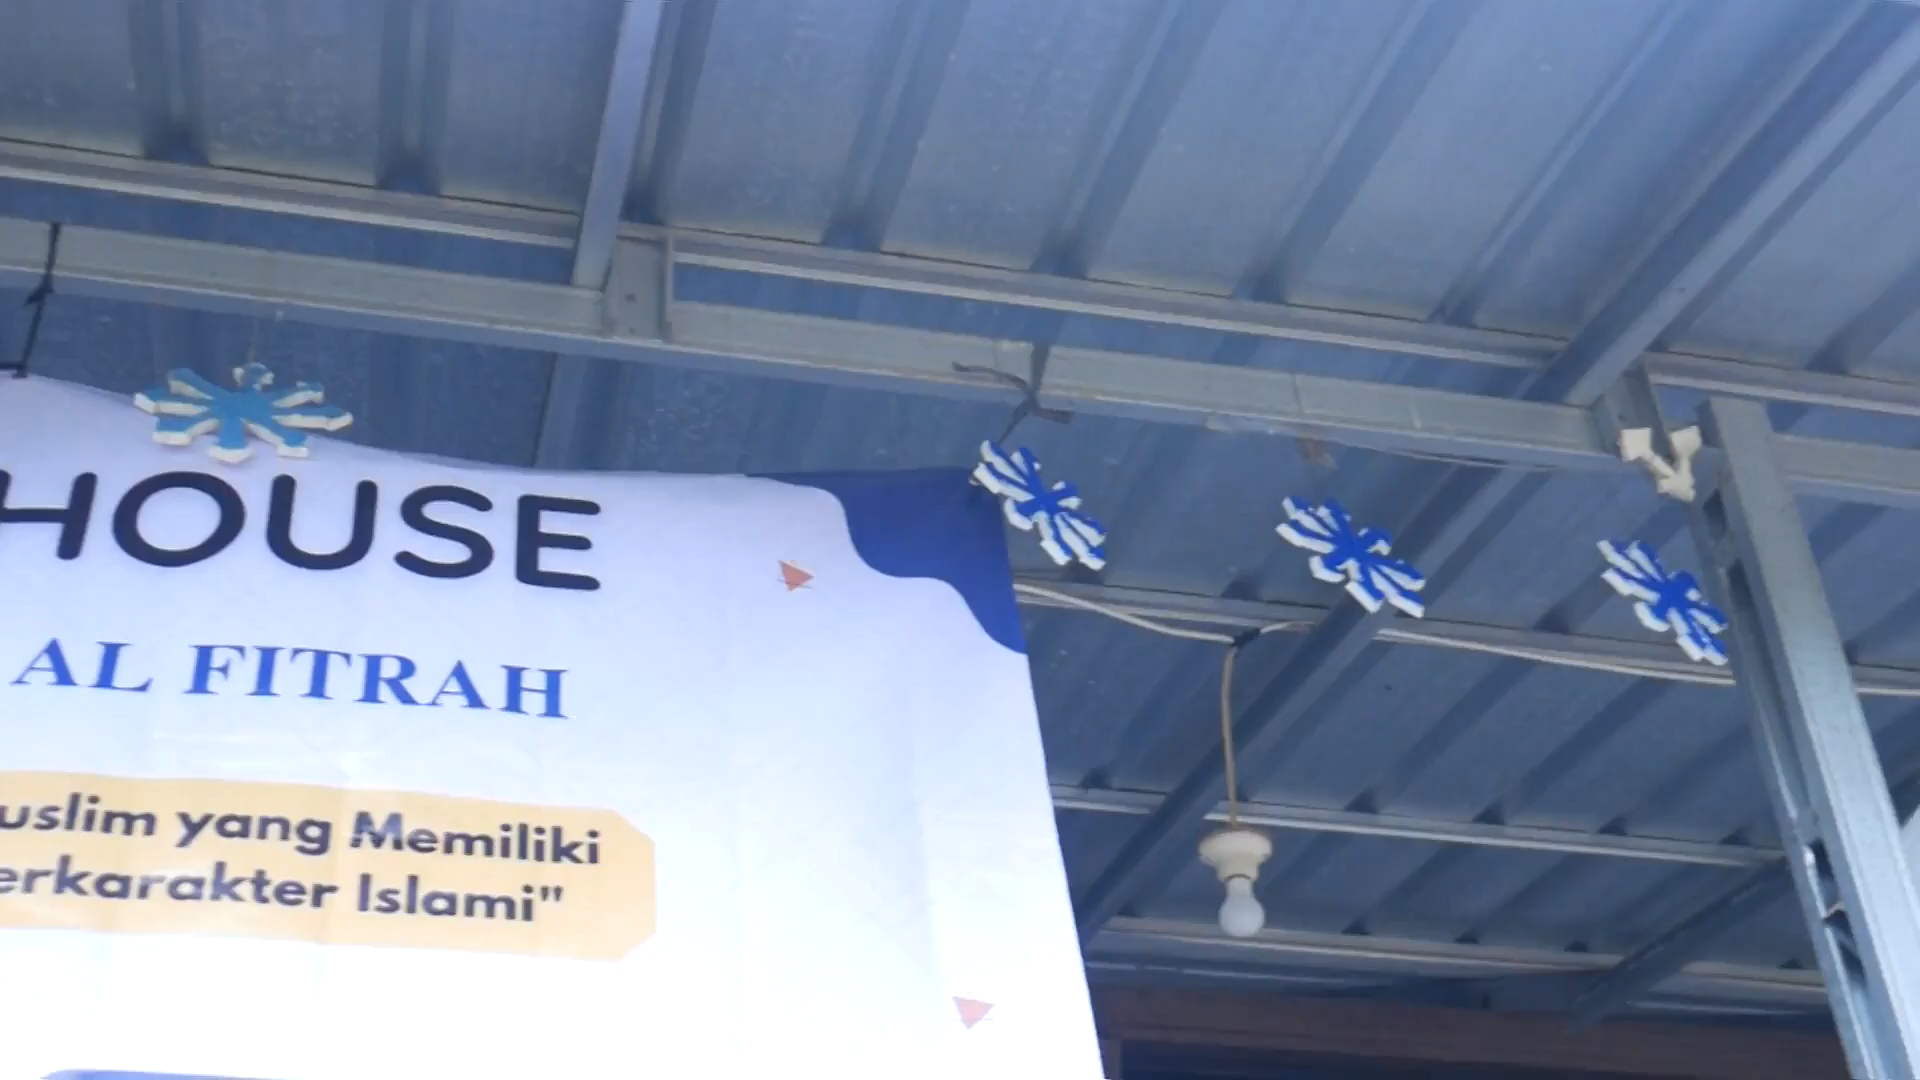 HOUSE
AL FITRAH
uslim yang Memiliki
erkarakter Islami"